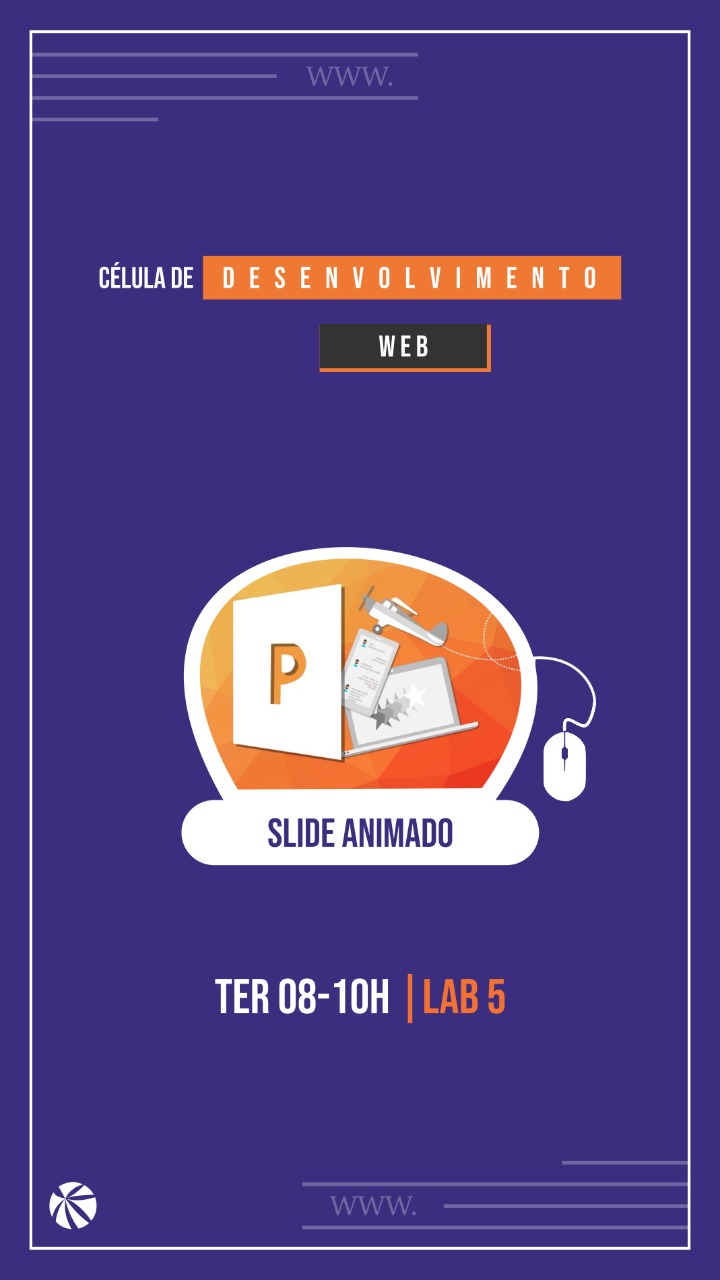 WWW.
CÉLULA DE DESENVOLVIMENTO
WEB
P
SLIDE ANIMADO
TER 08-10H | LAB 5
WWW.